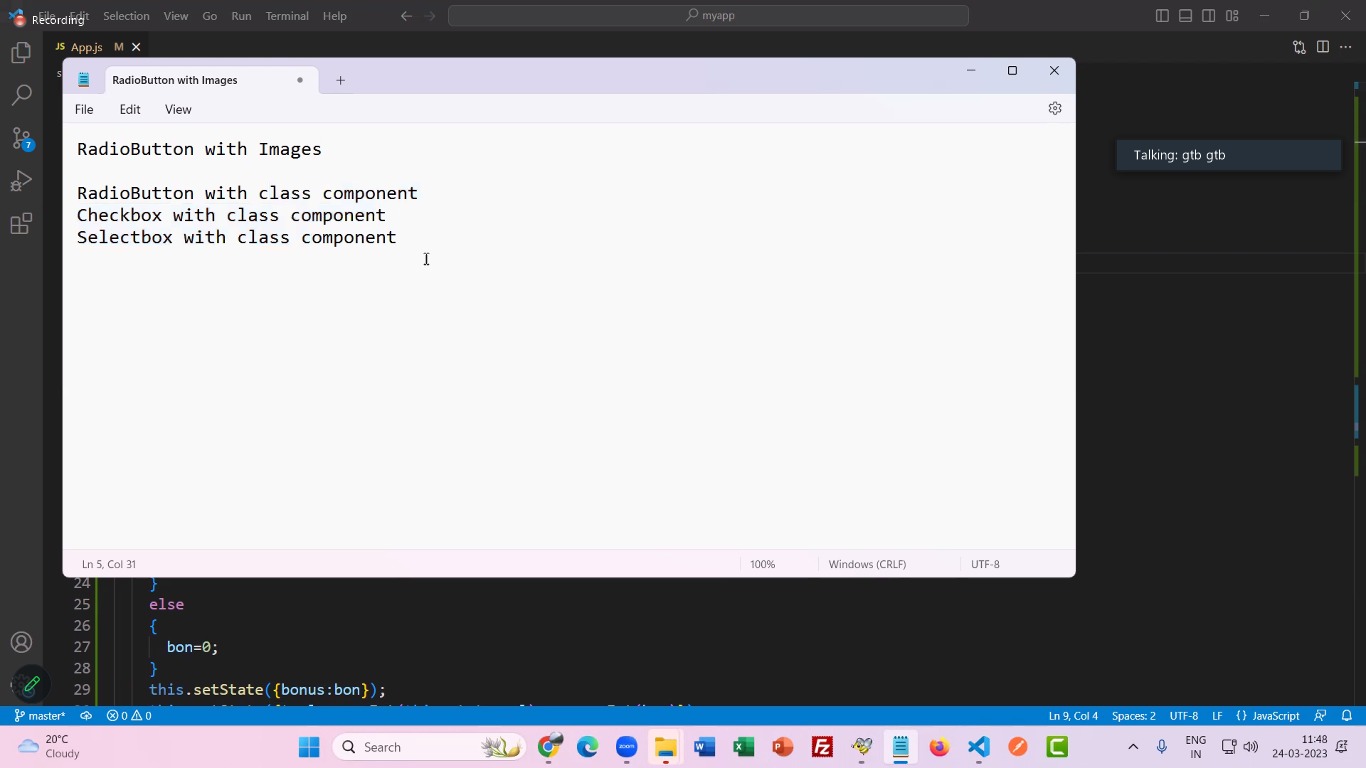 Recording
File Edit Selection View Go Run Terminal Help
myapp
JS App.js M
RadioButton with Images
File Edit View
RadioButton with Images
RadioButton with class component
Checkbox with class component
Selectbox with class component
Talking: gtb gtb
7
Ln 5, Col 31 100% Windows (CRLF) UTF-8
24 }
25 else
26 {
27 bon=0;
28 }
29 this.setState({bonus:bon});
master* 0 0 Ln 9, Col 4 Spaces: 2 UTF-8 LF {} JavaScript
20°C
Cloudy
Search
zoom
ENG
IN
11:48
24-03-2023